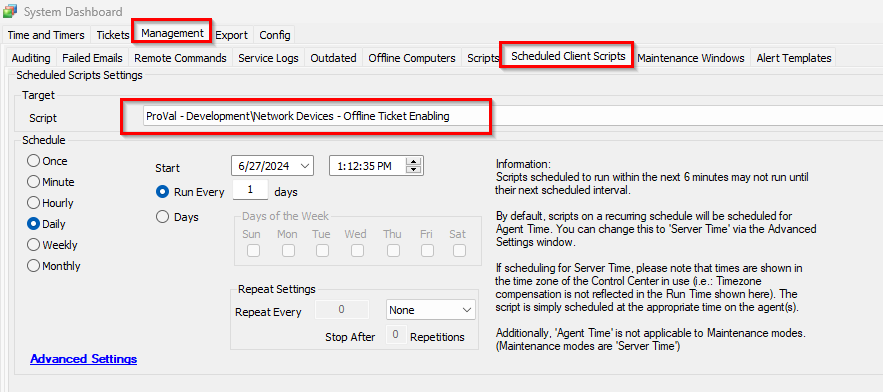 System Dashboard
Time and Timers Tickets Management Export Config
Auditing Failed Emails Remote Commands Service Logs Outdated Offline Computers Scripts Scheduled Client Scripts Maintenance Windows Alert Templates
Scheduled Scripts Settings
Target
Script ProVal - Development\Network Devices - Offline Ticket Enabling
Schedule
Once
Minute
Hourly
Daily
Weekly
Monthly
Start 6/27/2024 1:12:35 PM
Run Every 1 days
Days
Days of the Week
Sun Mon Tue Wed Thu Fri Sat
Repeat Settings
Repeat Every 0 None
Stop After 0 Repetitions
Information:
Scripts scheduled to run within the next 6 minutes may not run until
their next scheduled interval.
By default, scripts on a recurring schedule will be scheduled for
Agent Time. You can change this to 'Server Time' via the Advanced
Settings window.
If scheduling for Server Time, please note that times are shown in
the time zone of the Control Center in use (i.e.: Timezone
compensation is not reflected in the Run Time shown here). The
script is simply scheduled at the appropriate time on the agent(s).
Additionally, 'Agent Time' is not applicable to Maintenance modes.
(Maintenance modes are 'Server Time')
Advanced Settings